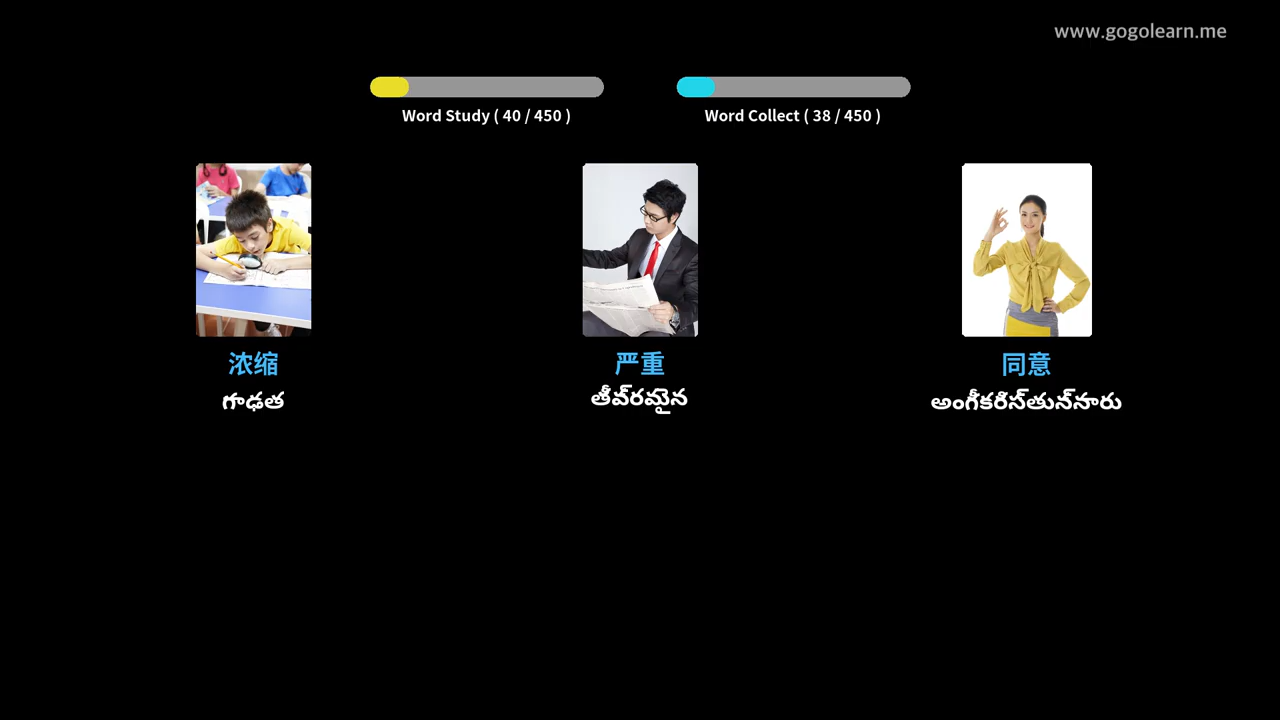 www.gogolearn.me
Word Study ( 40 / 450 )
Word Collect ( 38 / 450 )
浓缩
严重
同意
గాఢత
తీవ్‌రమైన
అంగీకరిస్‌తున్‌నారు